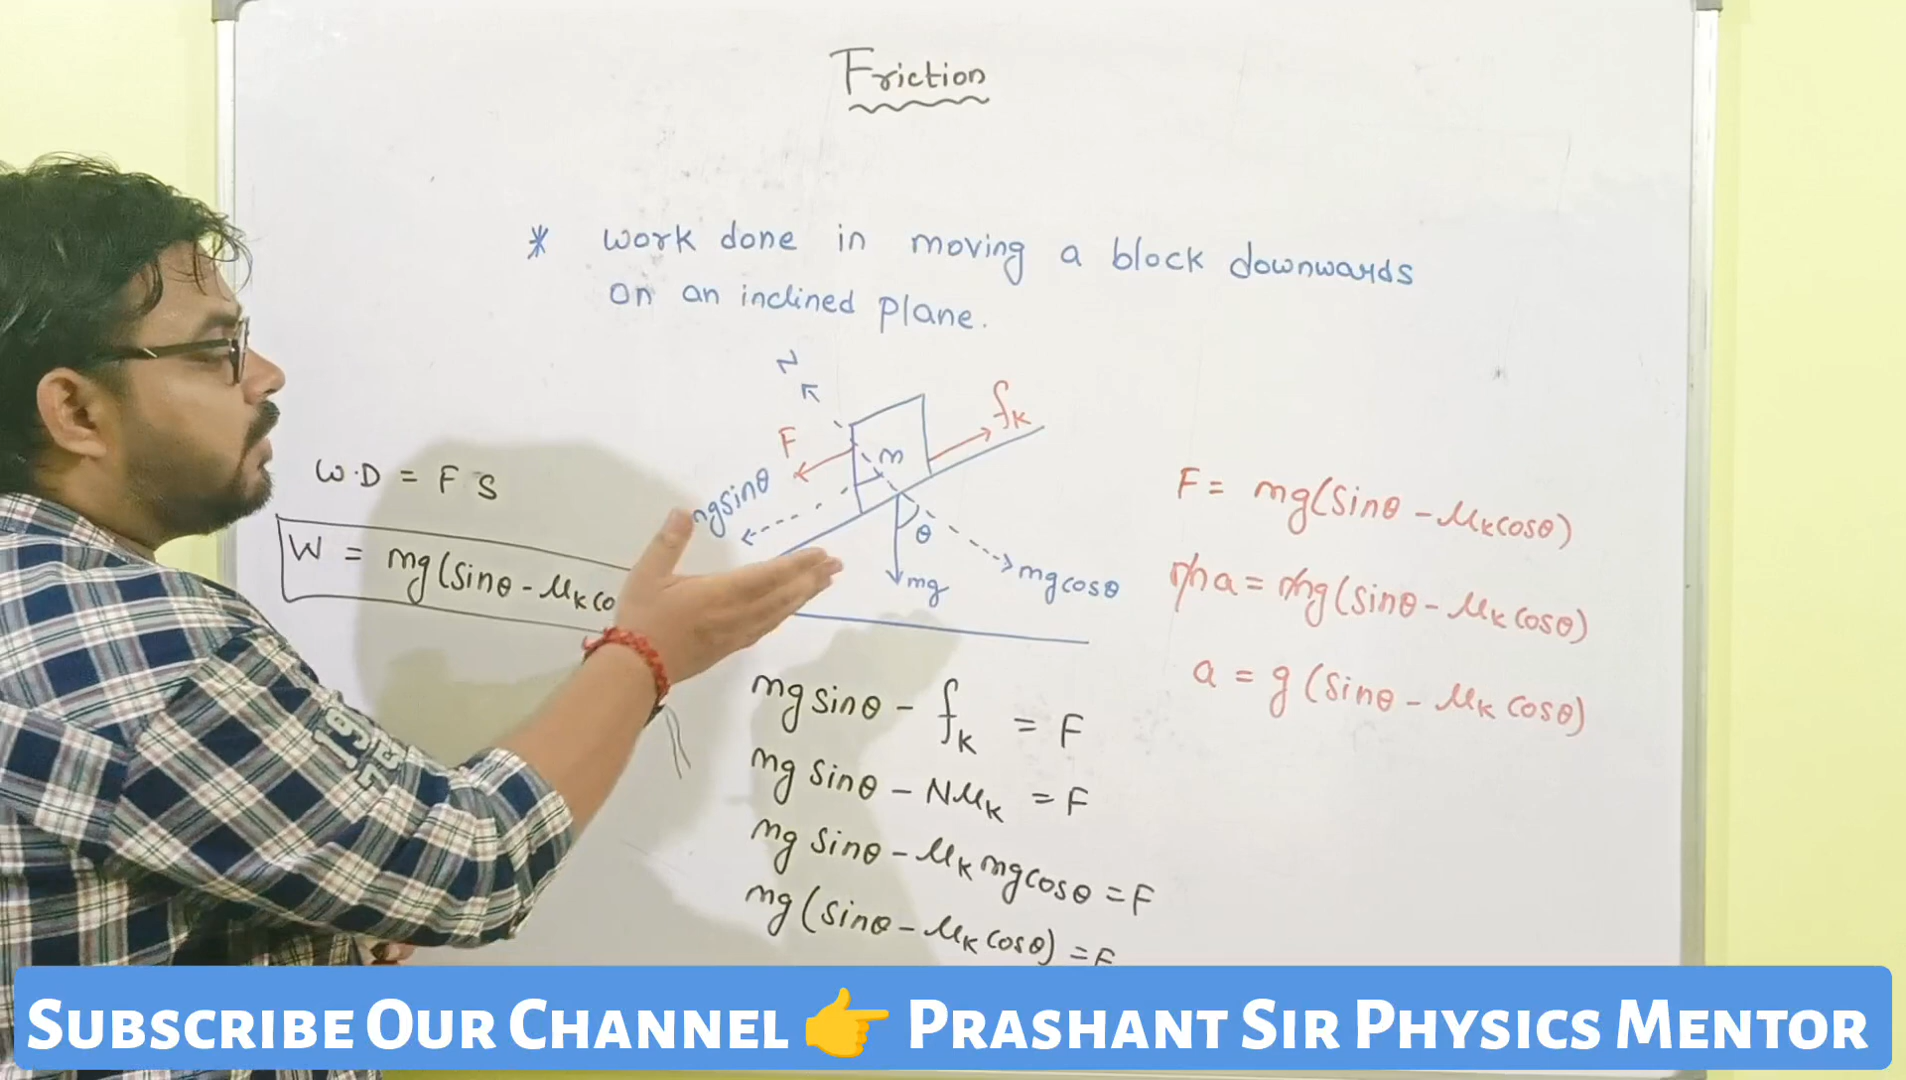 Friction
* work done in moving a block downwards
on an inclined plane.
N
F
m
fK
mgsinθ
θ
mg
mgcosθ
W.D = F S
W = mg(sinθ - μK co
F = mg(sinθ - μKcosθ)
ma = mg(sinθ - μK cosθ)
a = g(sinθ - μK cosθ)
mgsinθ - fK = F
mg sinθ - NμK = F
mg sinθ - μK mgcosθ = F
mg(sinθ - μK cosθ) = F
SUBSCRIBE OUR CHANNEL 👉 PRASHANT SIR PHYSICS MENTOR